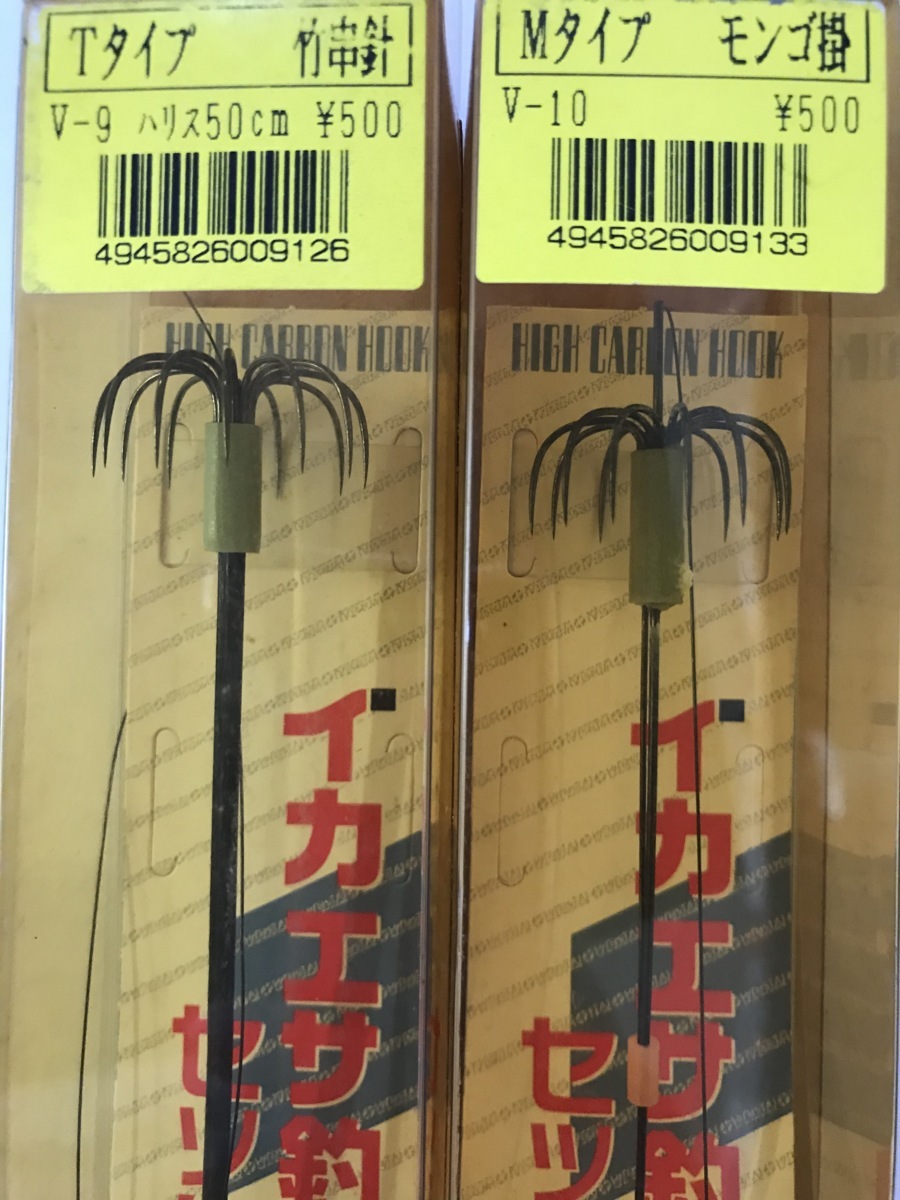 Tタイプ 竹串針
V-9 ハリス50cm ¥500
4945826009126
HIGH CARBON HOOK
イカエサ釣
セッ
Mタイプ モンゴ掛
V-10 ¥500
4945826009133
HIGH CARBON HOOK
イカエサ釣
セッ